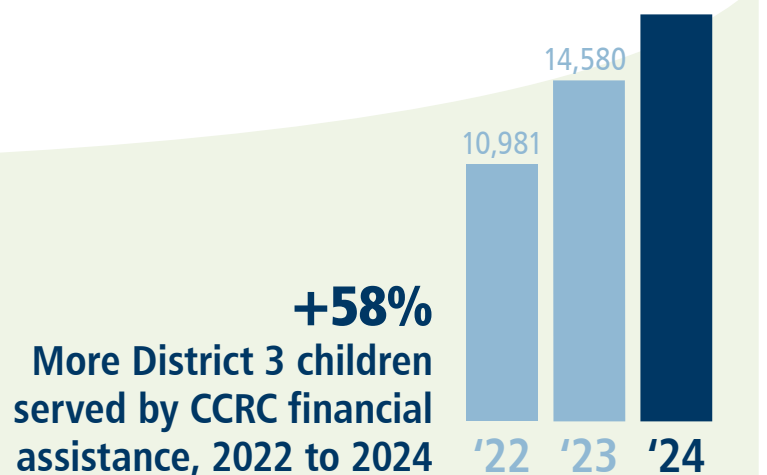 14,580
10,981
+58%
More District 3 children
served by CCRC financial
assistance, 2022 to 2024
‘22 ‘23 ‘24